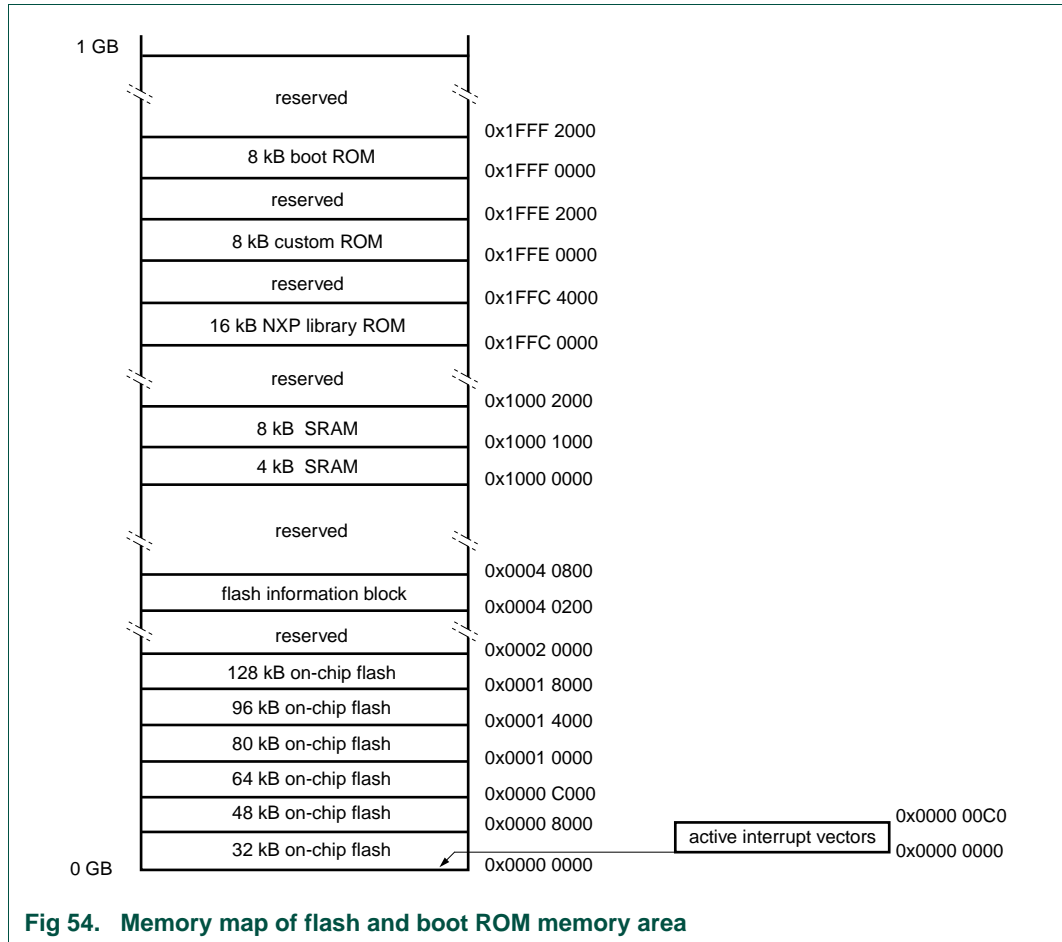 1 GB
reserved
0x1FFF 2000
8 kB boot ROM
0x1FFF 0000
reserved
0x1FFE 2000
8 kB custom ROM
0x1FFE 0000
reserved
0x1FFC 4000
16 kB NXP library ROM
0x1FFC 0000
reserved
0x1000 2000
8 kB SRAM
0x1000 1000
4 kB SRAM
0x1000 0000
reserved
0x0004 0800
flash information block
0x0004 0200
reserved
0x0002 0000
128 kB on-chip flash
0x0001 8000
96 kB on-chip flash
0x0001 4000
80 kB on-chip flash
0x0001 0000
64 kB on-chip flash
0x0000 C000
48 kB on-chip flash
0x0000 8000
0x0000 00C0
active interrupt vectors
32 kB on-chip flash
0x0000 0000
0 GB
0x0000 0000
Fig 54. Memory map of flash and boot ROM memory area